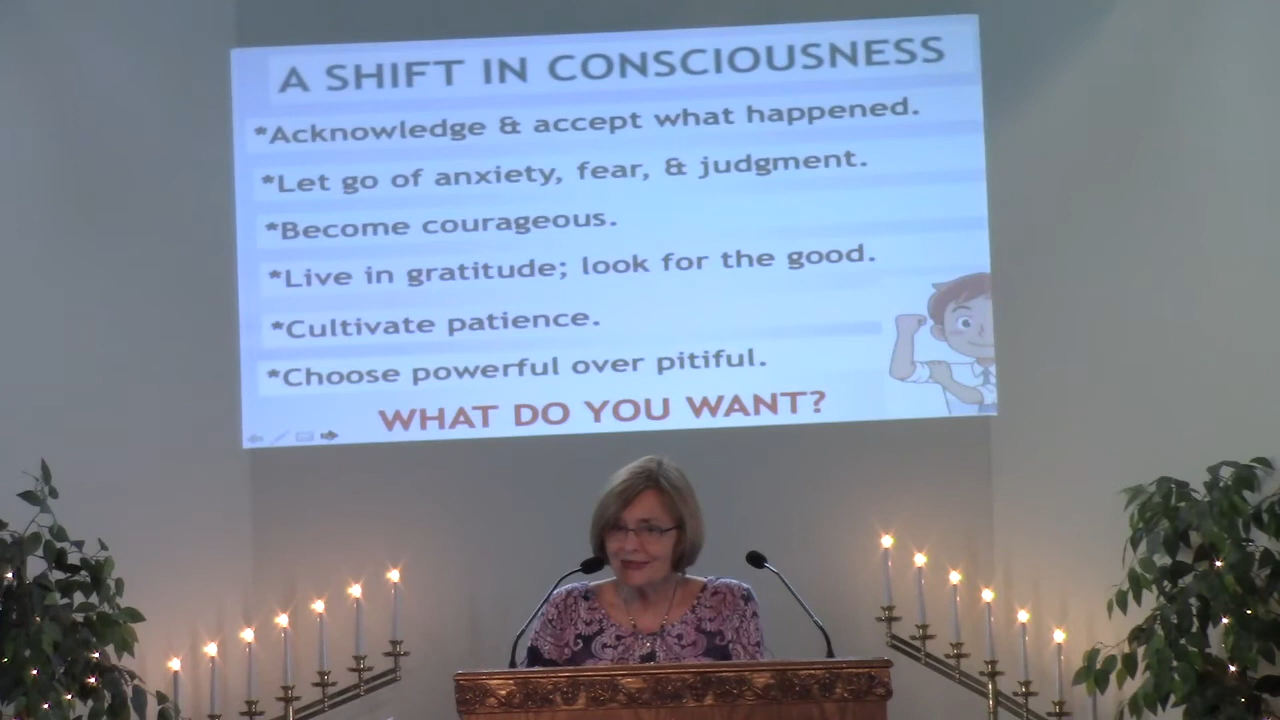 A SHIFT IN CONSCIOUSNESS
*Acknowledge & accept what happened.
*Let go of anxiety, fear, & judgment.
*Become courageous.
*Live in gratitude; look for the good.
*Cultivate patience.
*Choose powerful over pitiful.
WHAT DO YOU WANT?